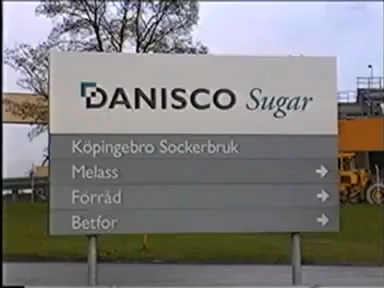 DANISCO Sugar
Köpingebro Sockerbruk
Melass
Förråd
Betfor